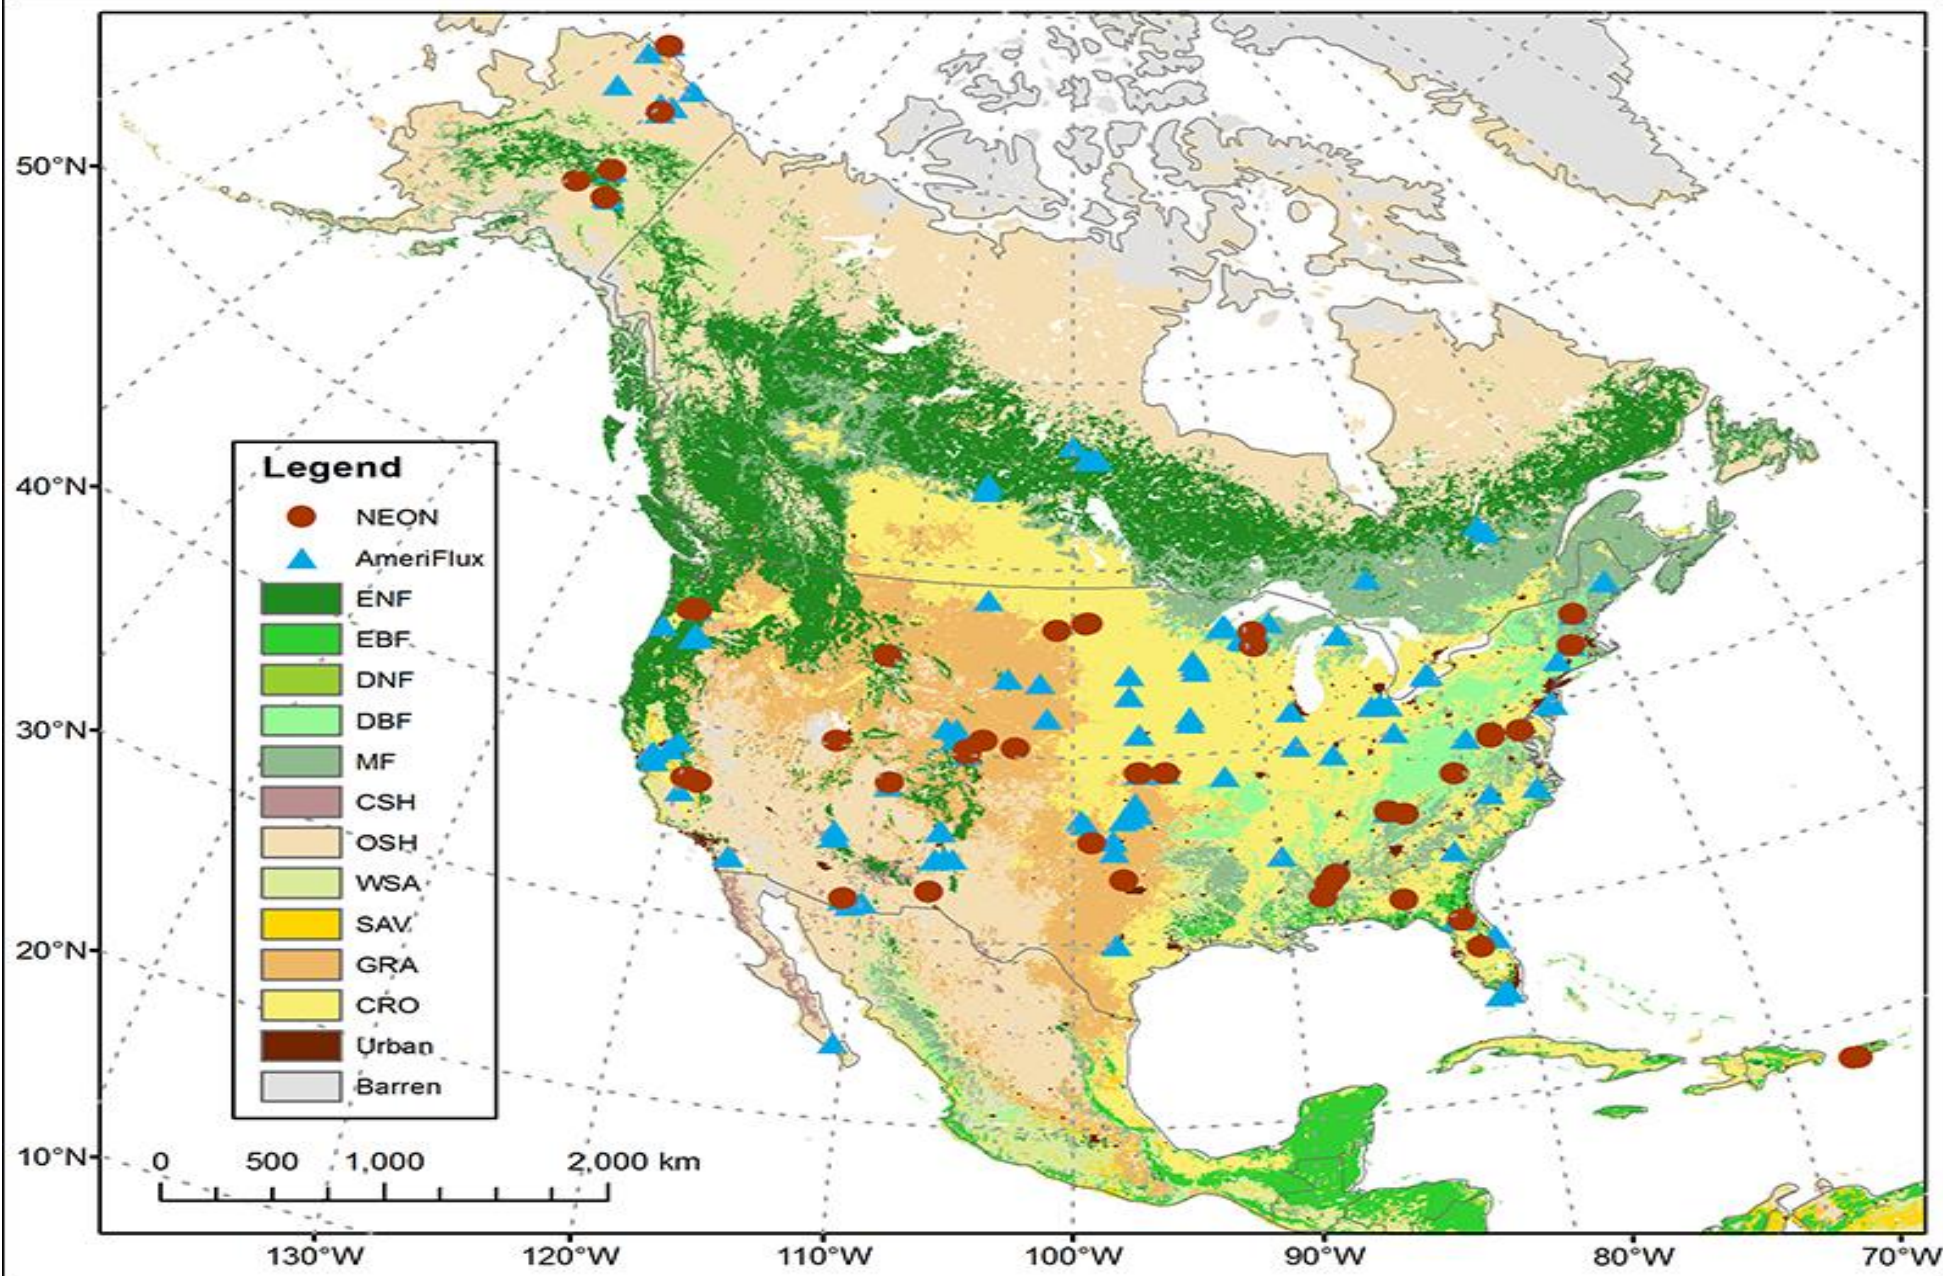 50°N
40°N
30°N
20°N
10°N
Legend
NEON
AmeriFlux
ENF
EBF
DNF
DBF
MF
CSH
OSH
WSA
SAV
GRA
CRO
Urban
Barren
0 500 1,000 2,000 km
130°W 120°W 110°W 100°W 90°W 80°W 70°W